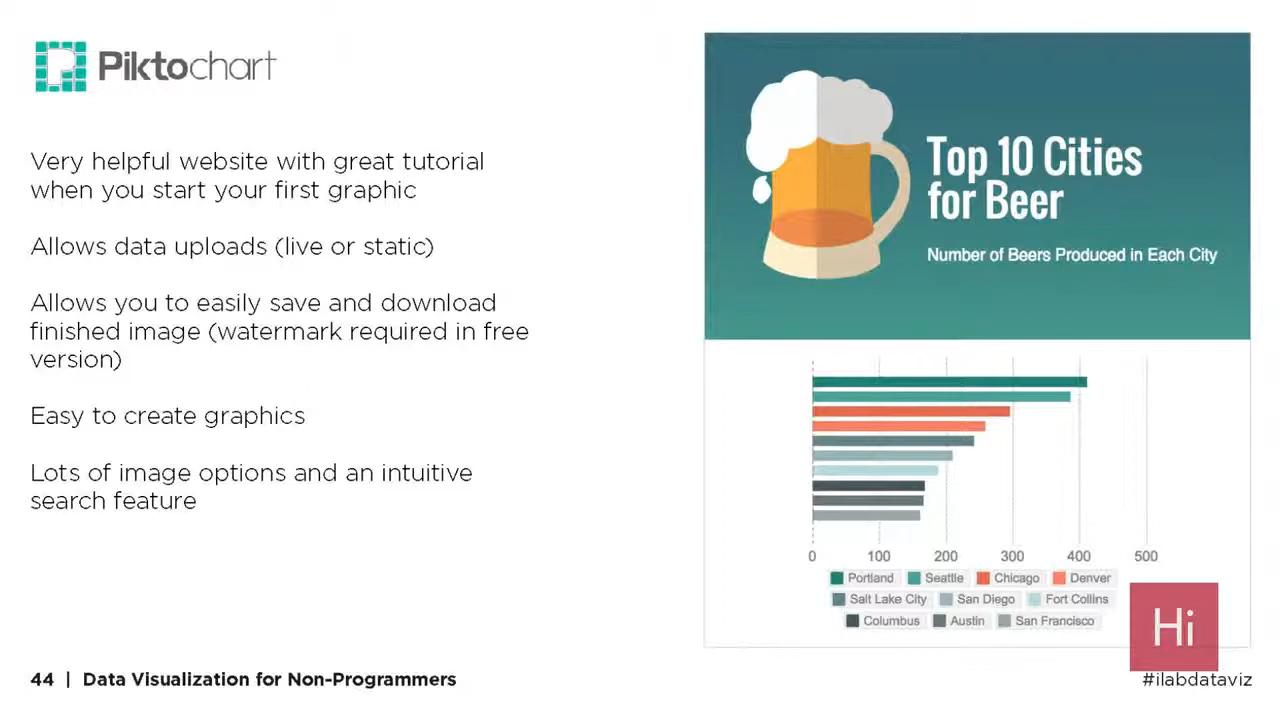 Piktochart
Very helpful website with great tutorial
when you start your first graphic
Allows data uploads (live or static)
Allows you to easily save and download
finished image (watermark required in free
version)
Easy to create graphics
Lots of image options and an intuitive
search feature
Top 10 Cities
for Beer
Number of Beers Produced in Each City
0 100 200 300 400 500
Portland Seattle Chicago Denver
Salt Lake City San Diego Fort Collins
Columbus Austin San Francisco
Hi
44 | Data Visualization for Non-Programmers
#ilabdataviz